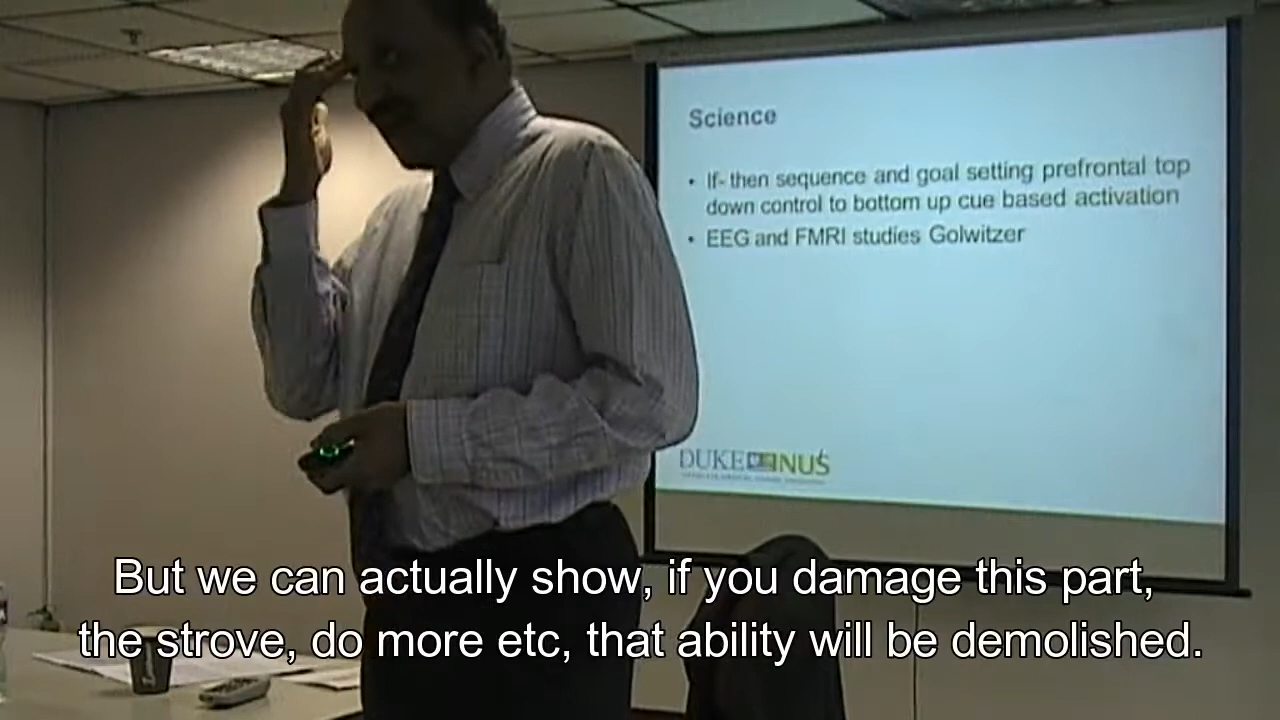 Science
• If- then sequence and goal setting prefrontal top
down control to bottom up cue based activation
• EEG and FMRI studies Golwitzer
DUKE NUS
But we can actually show, if you damage this part,
the strove, do more etc, that ability will be demolished.